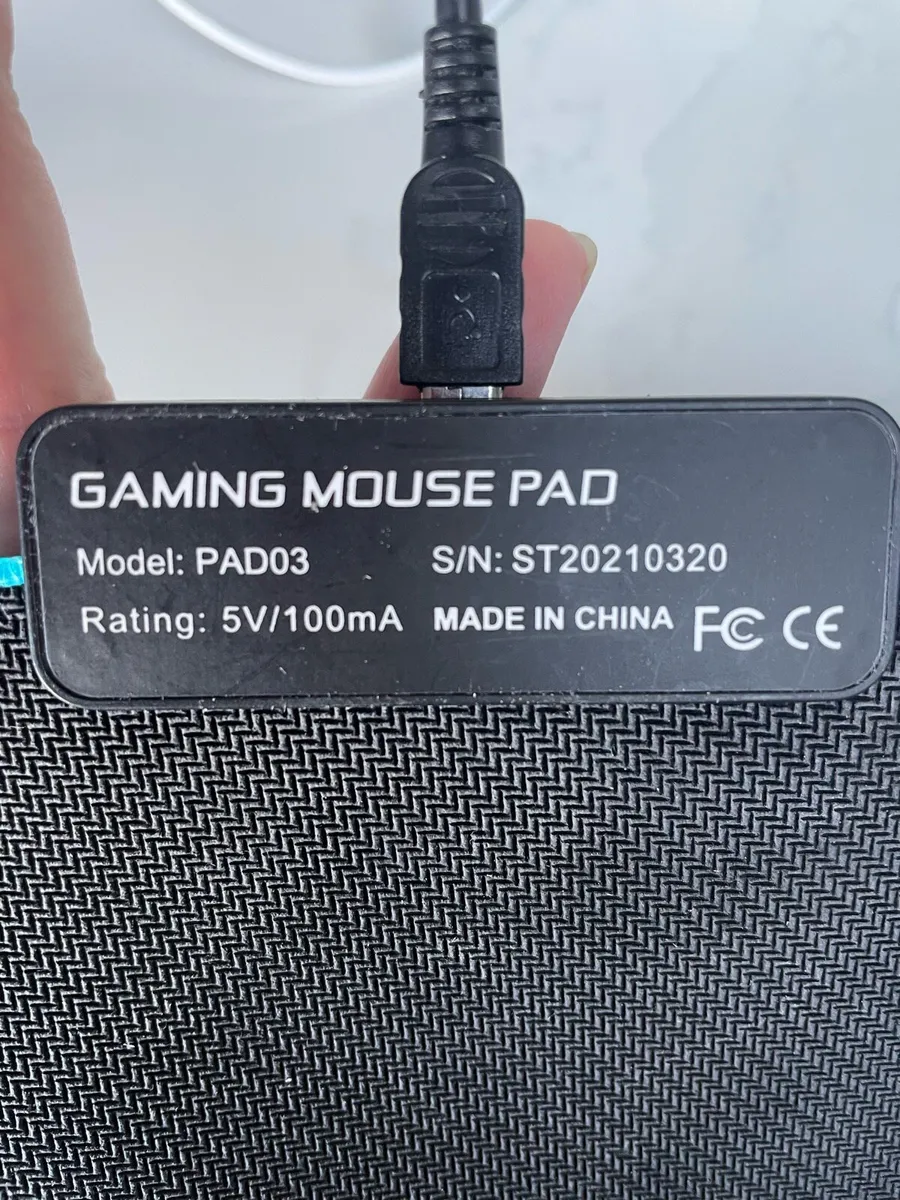 GAMING MOUSE PAD
Model: PAD03 S/N: ST20210320
Rating: 5V/100mA MADE IN CHINA FC CE